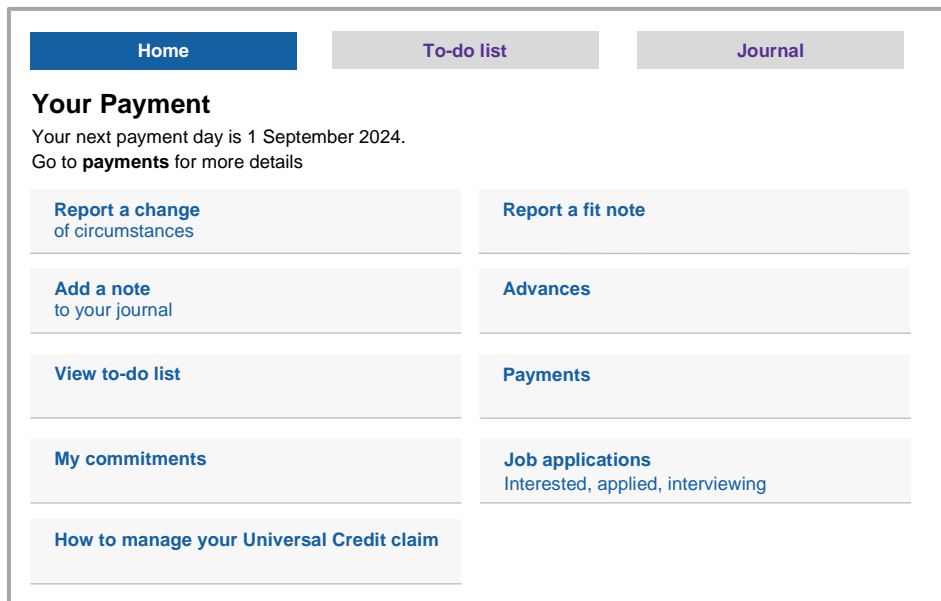 Home
To-do list
Journal
Your Payment
Your next payment day is 1 September 2024.
Go to payments for more details
Report a change
of circumstances
Report a fit note
Add a note
to your journal
Advances
View to-do list
Payments
My commitments
Job applications
Interested, applied, interviewing
How to manage your Universal Credit claim